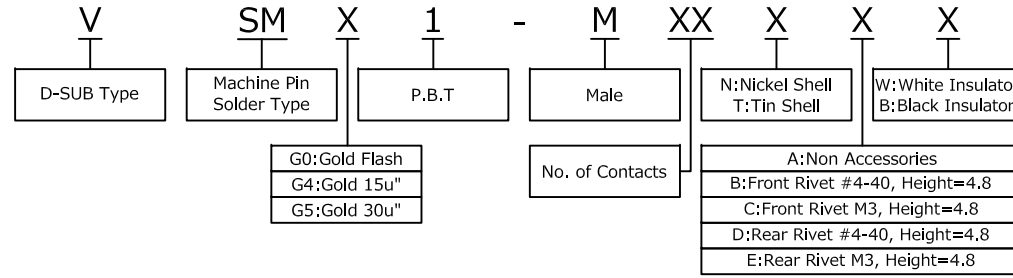 V SM X 1 - M XX X X X
D-SUB Type
Machine Pin
Solder Type
P.B.T
Male
N:Nickel Shell
T:Tin Shell
W:White Insulato
B:Black Insulator
G0:Gold Flash
G4:Gold 15u"
G5:Gold 30u"
No. of Contacts
A:Non Accessories
B:Front Rivet #4-40, Height=4.8
C:Front Rivet M3, Height=4.8
D:Rear Rivet #4-40, Height=4.8
E:Rear Rivet M3, Height=4.8